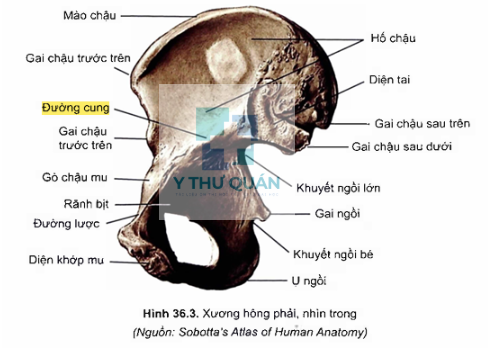 Mào chậu
Hố chậu
Gai chậu trước trên
Diện tai
Đường cung
Gai chậu sau trên
Gai chậu
trước trên
Gai chậu sau dưới
Gò chậu mu
Y THƯ QUÁN
Khuyết ngồi lớn
Rãnh bịt
Gai ngồi
Đường lược
Khuyết ngồi bé
Diện khớp mu
Ụ ngồi
Hình 36.3. Xương hông phải, nhìn trong
(Nguồn: Sobotta's Atlas of Human Anatomy)